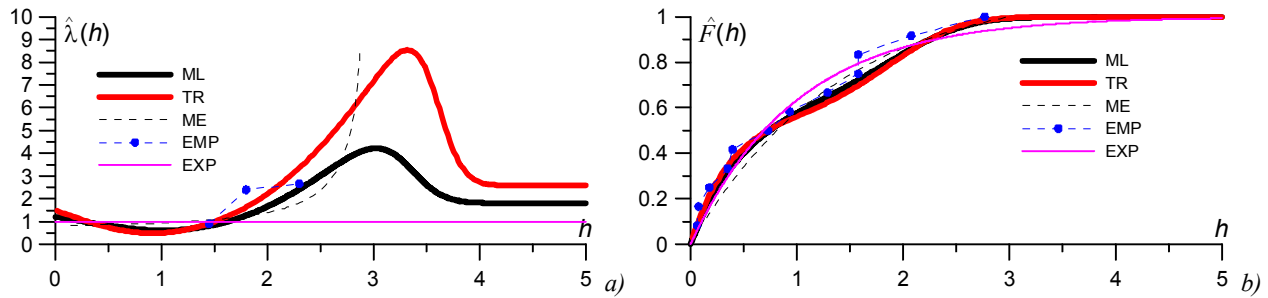 10
9
8
7
6
5
4
3
2
1
0
λ̂(h)
ML
TR
ME
EMP
EXP
h
0 1 2 3 4 5
a)
1
0.8
0.6
0.4
0.2
0
F̂(h)
ML
TR
ME
EMP
EXP
h
0 1 2 3 4 5
b)